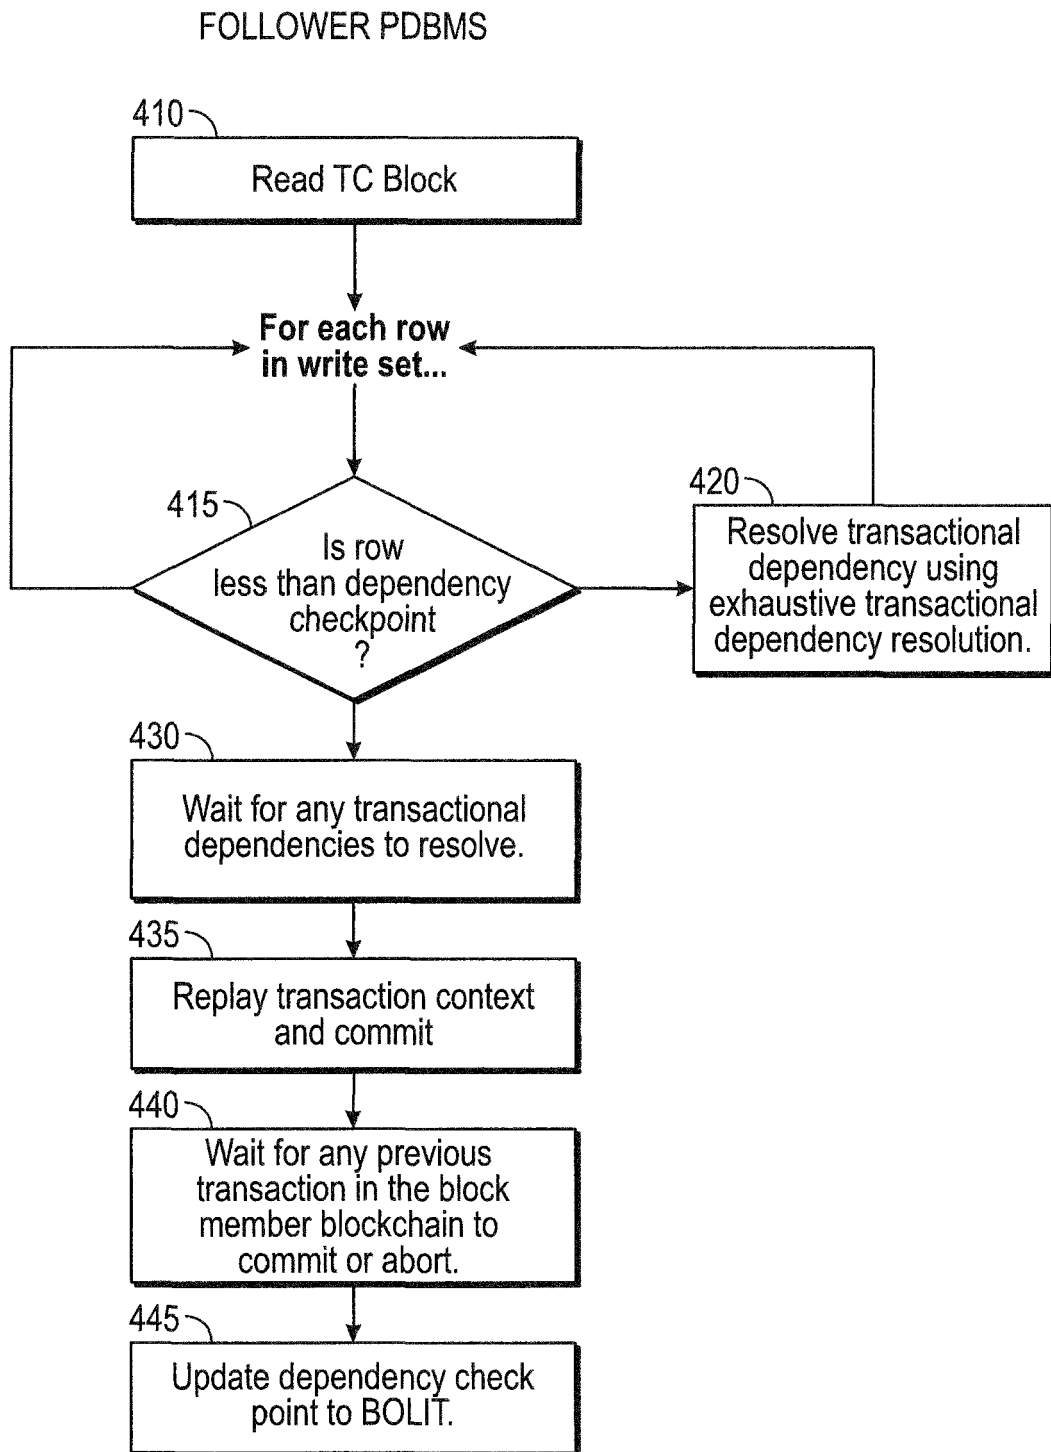 FOLLOWER PDBMS
410
Read TC Block
For each row
in write set...
415
Is row
less than dependency
checkpoint
?
420
Resolve transactional
dependency using
exhaustive transactional
dependency resolution.
430
Wait for any transactional
dependencies to resolve.
435
Replay transaction context
and commit
440
Wait for any previous
transaction in the block
member blockchain to
commit or abort.
445
Update dependency check
point to BOLIT.